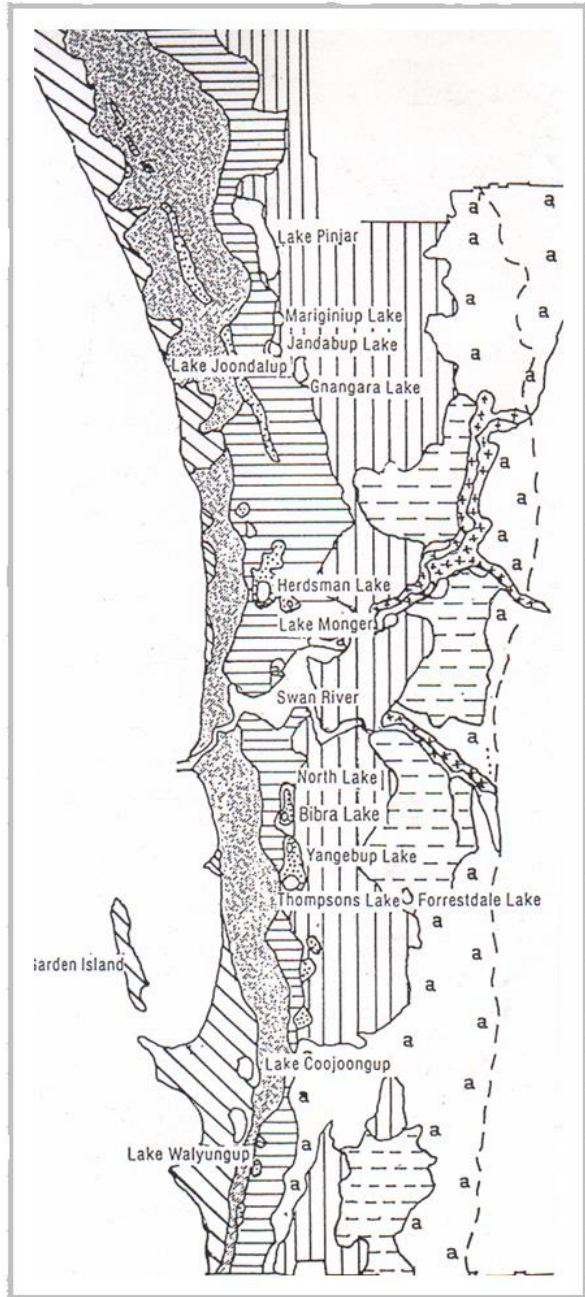 Lake Pinjar
Mariginiup Lake
Jandabup Lake
Lake Joondalup
Gnangara Lake
Herdsman Lake
Lake Monger
Swan River
North Lake
Bibra Lake
Yangebup Lake
Thompsons Lake
Forrestdale Lake
Garden Island
Lake Coojoongup
Lake Walyungup